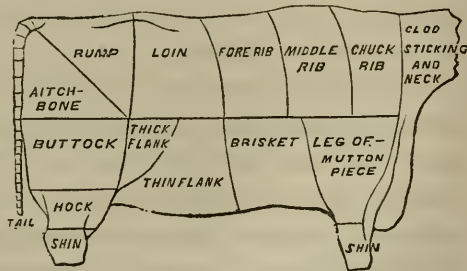 RUMP
LOIN
FORE RIB
MIDDLE
RIB
CHUCK
RIB
CLOD
STICKING
AND
NECK
AITCH-
BONE
BUTTOCK
THICK
FLANK
THIN FLANK
BRISKET
LEG OF-
MUTTON
PIECE
HOCK
TAIL
SHIN
SHIN